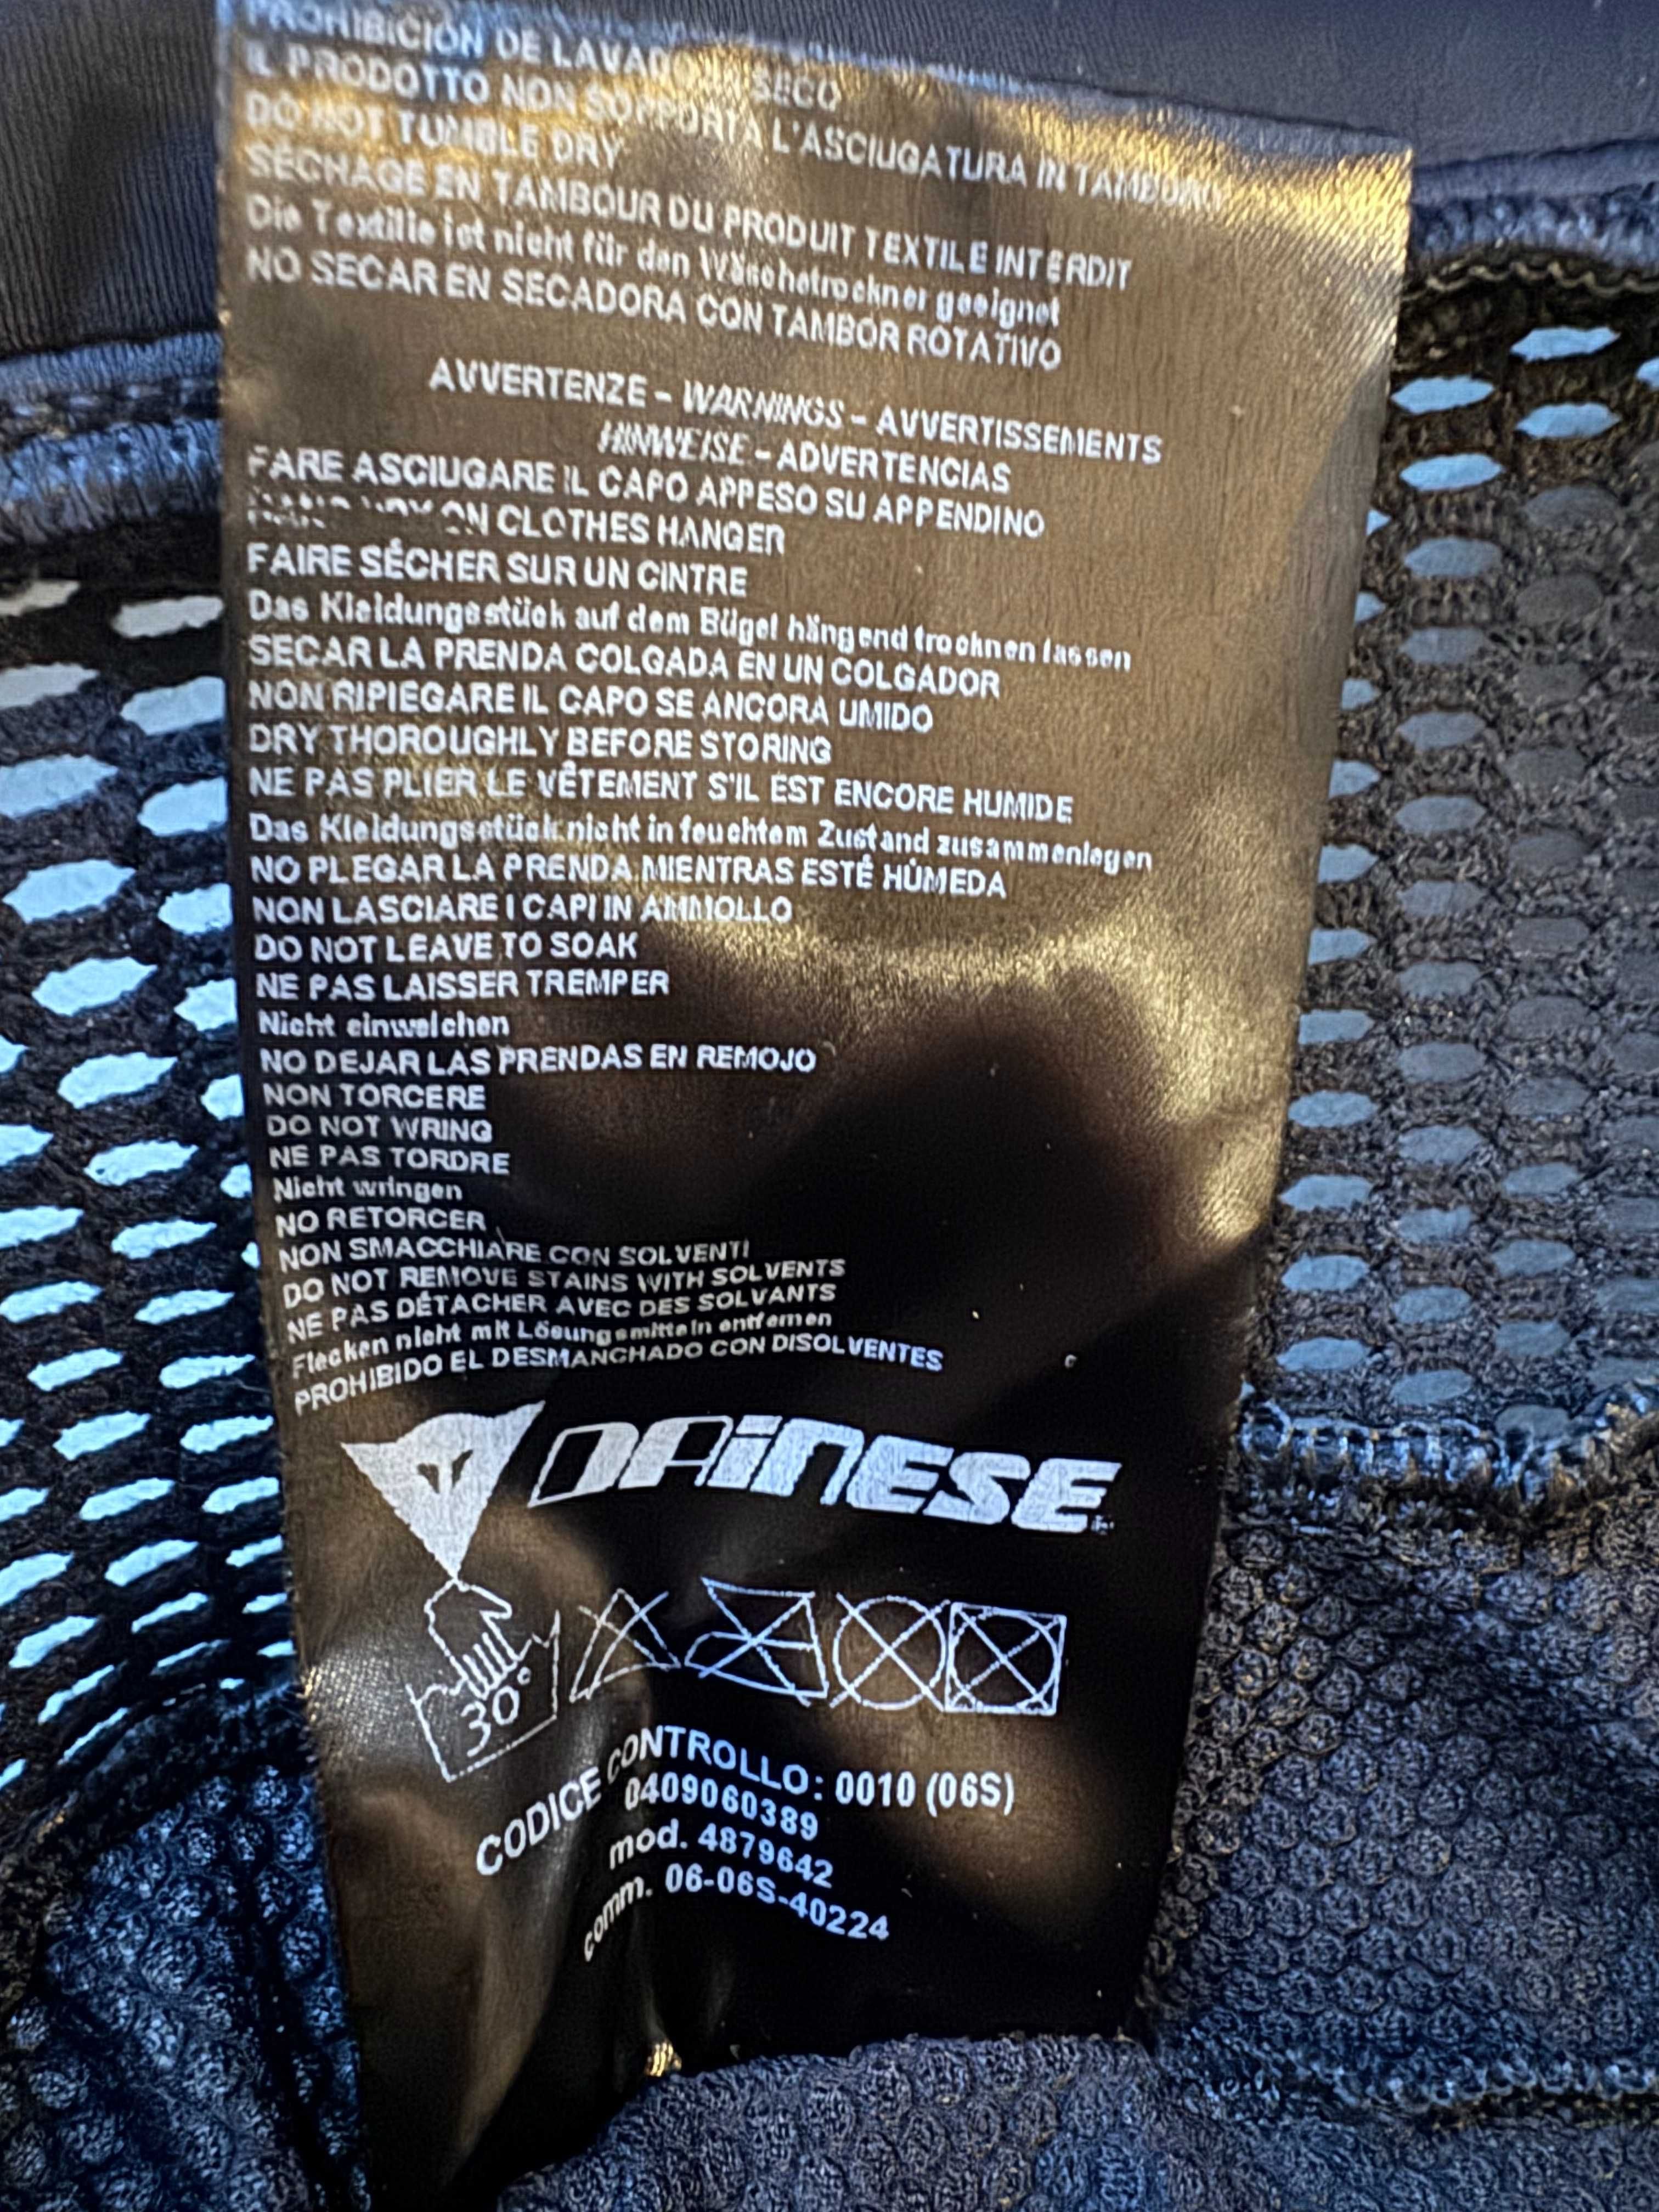 PROHIBICIÓN DE LAVADO EN SECO
IL PRODOTTO NON SOPPORTA L'ASCIUGATURA IN TAMBURO
DO NOT TUMBLE DRY
SÉCHAGE EN TAMBOUR DU PRODUIT TEXTILE INTERDIT
Die Textilie ist nicht für den Wäschetrockner geeignet
NO SECAR EN SECADORA CON TAMBOR ROTATIVO
AVVERTENZE - WARNINGS - AVVERTISSEMENTS
HINWEISE - ADVERTENCIAS
FARE ASCIUGARE IL CAPO APPESO SU APPENDINO
ON CLOTHES HANGER
FAIRE SÉCHER SUR UN CINTRE
Das Kleidungsstück auf dem Bügel hängend trocknen lassen
SECAR LA PRENDA COLGADA EN UN COLGADOR
NON RIPIEGARE IL CAPO SE ANCORA UMIDO
DRY THOROUGHLY BEFORE STORING
NE PAS PLIER LE VÊTEMENT S'IL EST ENCORE HUMIDE
Das Kleidungsstück nicht in feuchtem Zustand zusammenlegen
NO PLEGAR LA PRENDA MIENTRAS ESTÉ HÚMEDA
NON LASCIARE I CAPI IN AMMOLLO
DO NOT LEAVE TO SOAK
NE PAS LAISSER TREMPER
Nicht einweichen
NO DEJAR LAS PRENDAS EN REMOJO
NON TORCERE
DO NOT WRING
NE PAS TORDRE
Nicht wringen
NO RETORCER
NON SMACCHIARE CON SOLVENTI
DO NOT REMOVE STAINS WITH SOLVENTS
NE PAS DÉTACHER AVEC DES SOLVANTS
Flecken nicht mit Lösungsmitteln entfernen
PROHIBIDO EL DESMANCHADO CON DISOLVENTES
DAINESE
30°
CODICE CONTROLLO: 0010 (06S)
0409060389
mod. 4879642
comm. 06-06S-40224